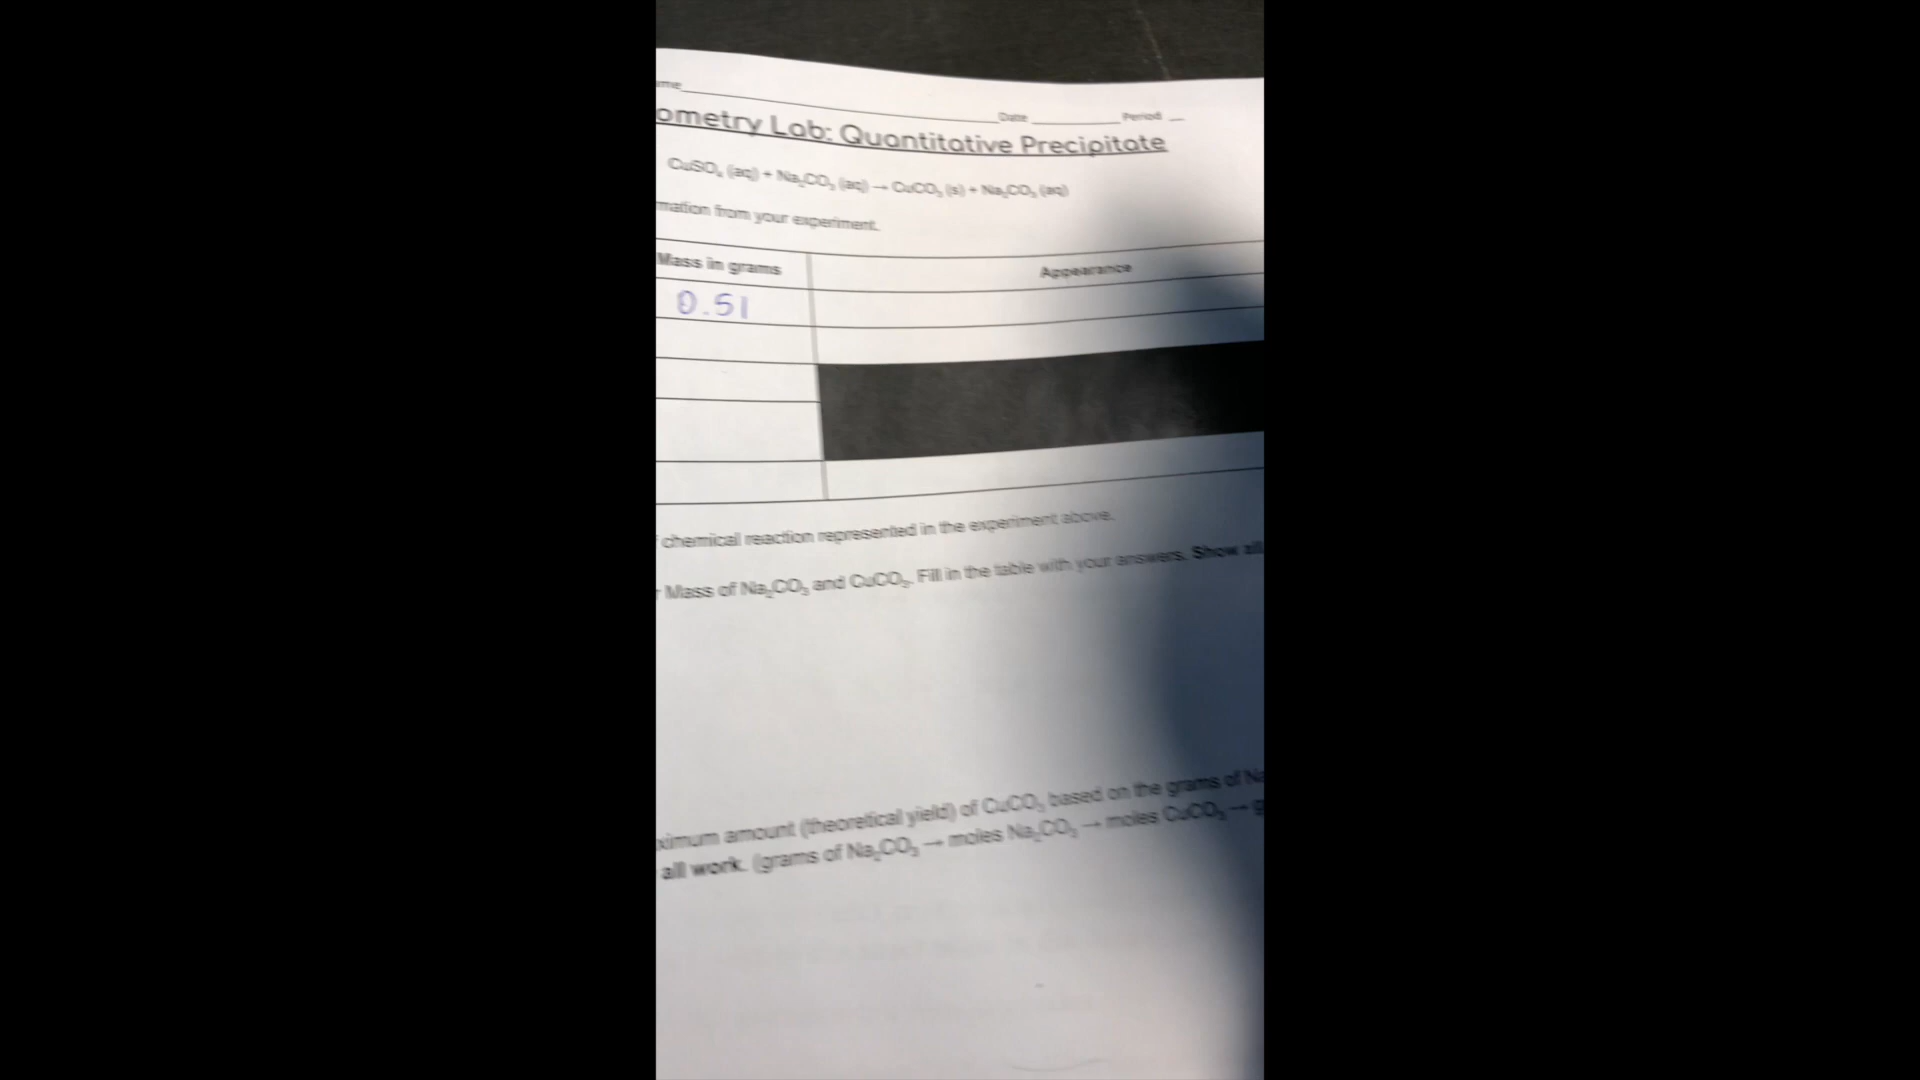 Date ____ Period __
ometry Lab: Quantitative Precipitate
CuSO₄ (aq) + Na₂CO₃ (aq) → CuCO₃ (s) + Na₂CO₃ (aq)
mation from your experiment.
Mass in grams Appearance
0.51
chemical reaction represented in the experiment above.
r Mass of Na₂CO₃ and CuCO₃. Fill in the table with your answers. Show all
ximum amount (theoretical yield) of CuCO₃ based on the grams of Na
all work. (grams of Na₂CO₃ → moles Na₂CO₃ → moles CuCO₃ → g